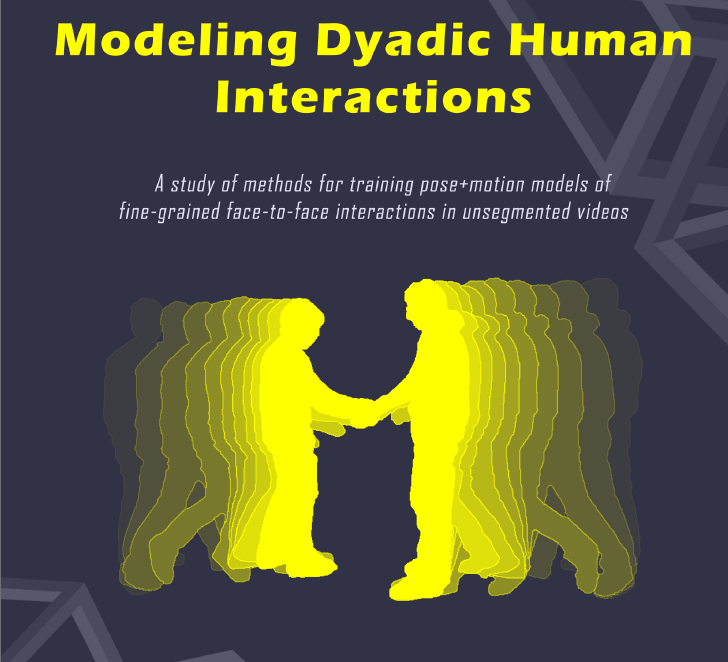 Modeling Dyadic Human
Interactions
A study of methods for training pose+motion models of
fine-grained face-to-face interactions in unsegmented videos